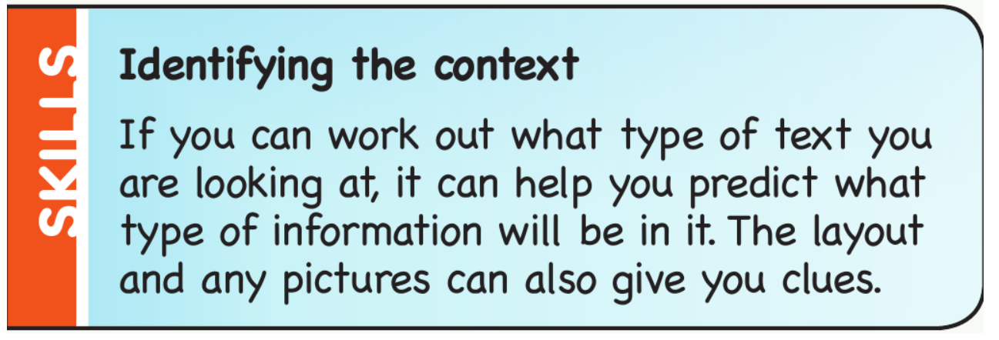 SKILLS
Identifying the context
If you can work out what type of text you
are looking at, it can help you predict what
type of information will be in it. The layout
and any pictures can also give you clues.